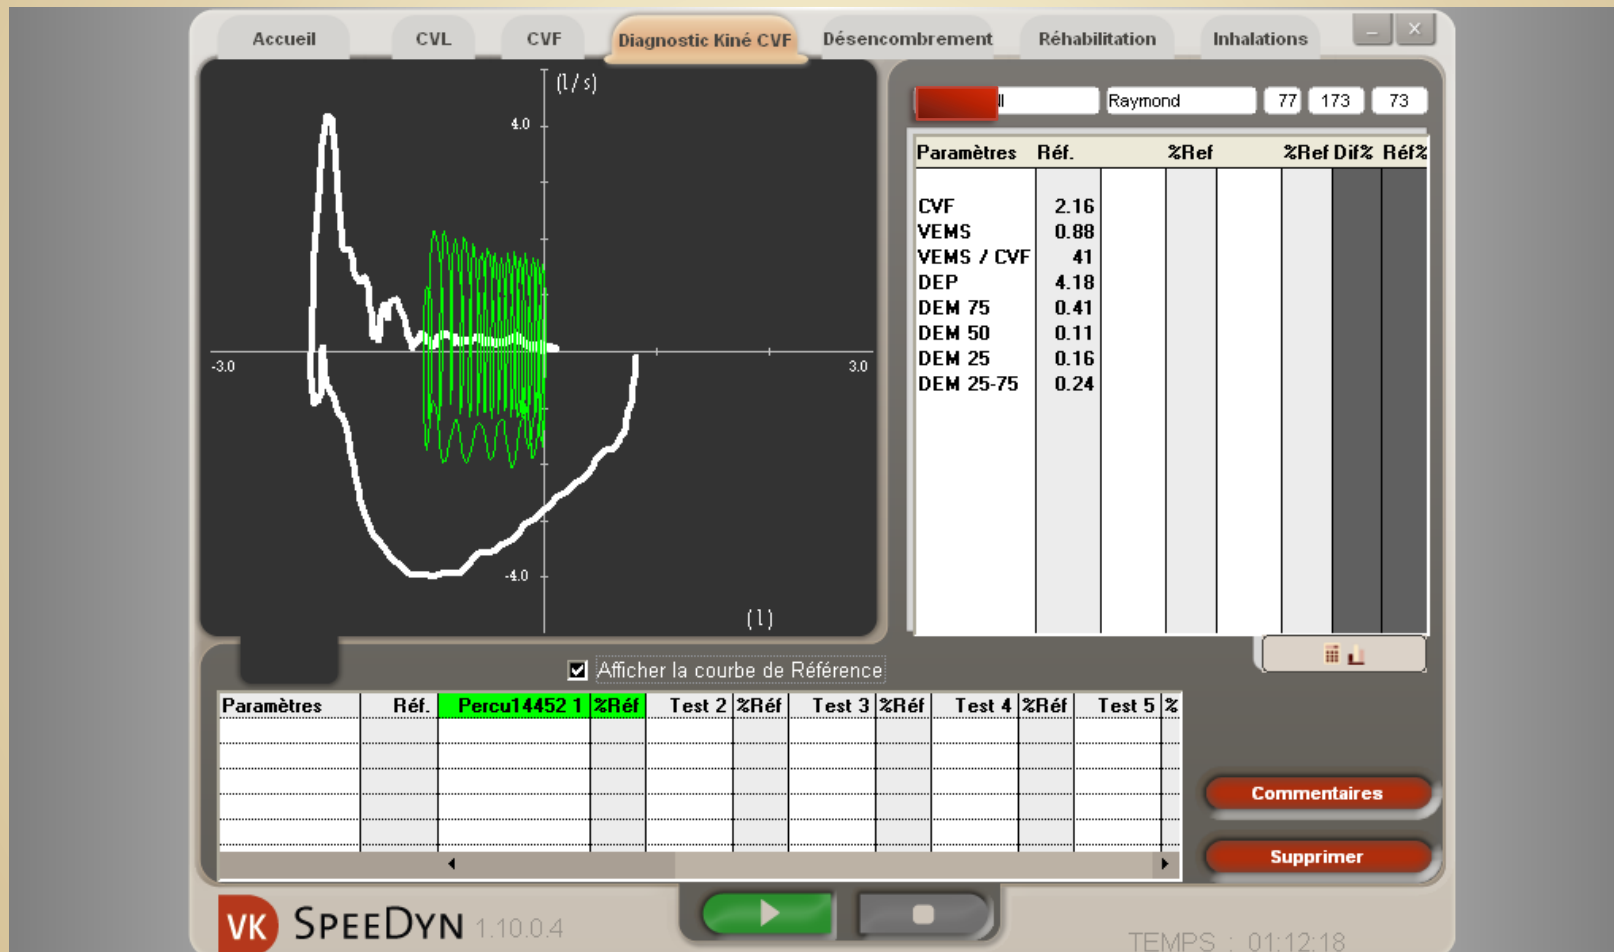 Accueil CVL CVF Diagnostic Kiné CVF Désencombrement Réhabilitation Inhalations
(l/s)
4.0
-3.0
3.0
-4.0
(l)
Raymond 77 173 73
Paramètres Réf. %Ref %Ref Dif% Réf%
CVF 2.16
VEMS 0.88
VEMS / CVF 41
DEP 4.18
DEM 75 0.41
DEM 50 0.11
DEM 25 0.16
DEM 25-75 0.24
Afficher la courbe de Référence
Paramètres Réf. Percu14452 1 %Réf Test 2 %Réf Test 3 %Réf Test 4 %Réf Test 5 %
Commentaires
Supprimer
VK SPEEDYN 1.10.0.4
TEMPS : 01:12:18